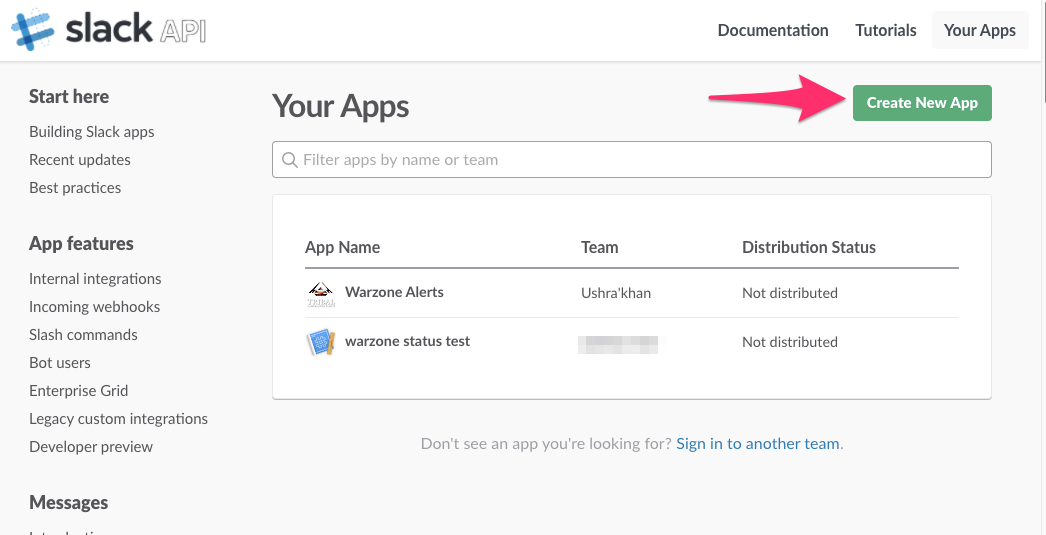 slack API
Documentation Tutorials Your Apps
Start here
Building Slack apps
Recent updates
Best practices
App features
Internal integrations
Incoming webhooks
Slash commands
Bot users
Enterprise Grid
Legacy custom integrations
Developer preview
Messages
Your Apps
Create New App
Filter apps by name or team
App Name Team Distribution Status
Warzone Alerts Ushra'khan Not distributed
warzone status test Not distributed
Don't see an app you're looking for? Sign in to another team.